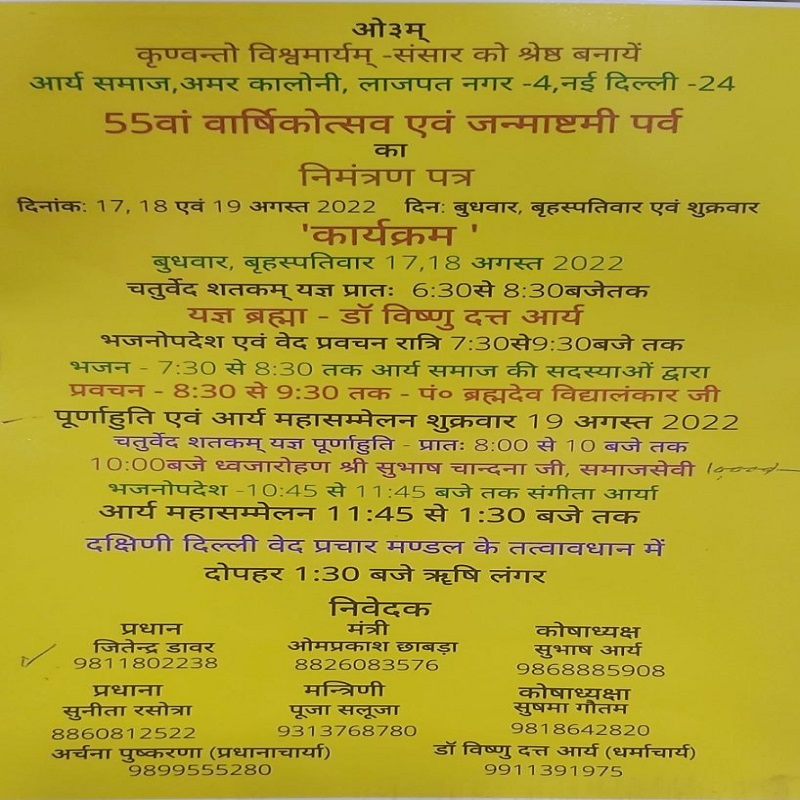 ओ३म्
कृण्वन्तो विश्वमार्यम् -संसार को श्रेष्ठ बनायें
आर्य समाज,अमर कालोनी, लाजपत नगर -4,नई दिल्ली -24
55वां वार्षिकोत्सव एवं जन्माष्टमी पर्व
का
निमंत्रण पत्र
दिनांक: 17, 18 एवं 19 अगस्त 2022 दिन: बुधवार, बृहस्पतिवार एवं शुक्रवार
'कार्यक्रम '
बुधवार, बृहस्पतिवार 17,18 अगस्त 2022
चतुर्वेद शतकम् यज्ञ प्रातः 6:30से 8:30बजेतक
यज्ञ ब्रह्मा - डॉ विष्णु दत्त आर्य
भजनोपदेश एवं वेद प्रवचन रात्रि 7:30से9:30बजे तक
भजन - 7:30 से 8:30 तक आर्य समाज की सदस्याओं द्वारा
प्रवचन - 8:30 से 9:30 तक - पं० ब्रह्मदेव विद्यालंकार जी
पूर्णाहुति एवं आर्य महासम्मेलन शुक्रवार 19 अगस्त 2022
चतुर्वेद शतकम् यज्ञ पूर्णाहुति - प्रातः 8:00 से 10 बजे तक
10:00बजे ध्वजारोहण श्री सुभाष चान्दना जी, समाजसेवी
भजनोपदेश -10:45 से 11:45 बजे तक संगीता आर्या
आर्य महासम्मेलन 11:45 से 1:30 बजे तक
दक्षिणी दिल्ली वेद प्रचार मण्डल के तत्वावधान में
दोपहर 1:30 बजे ऋषि लंगर
निवेदक
प्रधान मंत्री कोषाध्यक्ष
जितेन्द्र डावर ओमप्रकाश छाबड़ा सुभाष आर्य
9811802238 8826083576 9868885908
प्रधाना मन्त्रिणी कोषाध्यक्षा
सुनीता रसोत्रा पूजा सलूजा सुषमा गौतम
8860812522 9313768780 9818642820
अर्चना पुष्करणा (प्रधानाचार्या) डॉ विष्णु दत्त आर्य (धर्माचार्य)
9899555280 9911391975